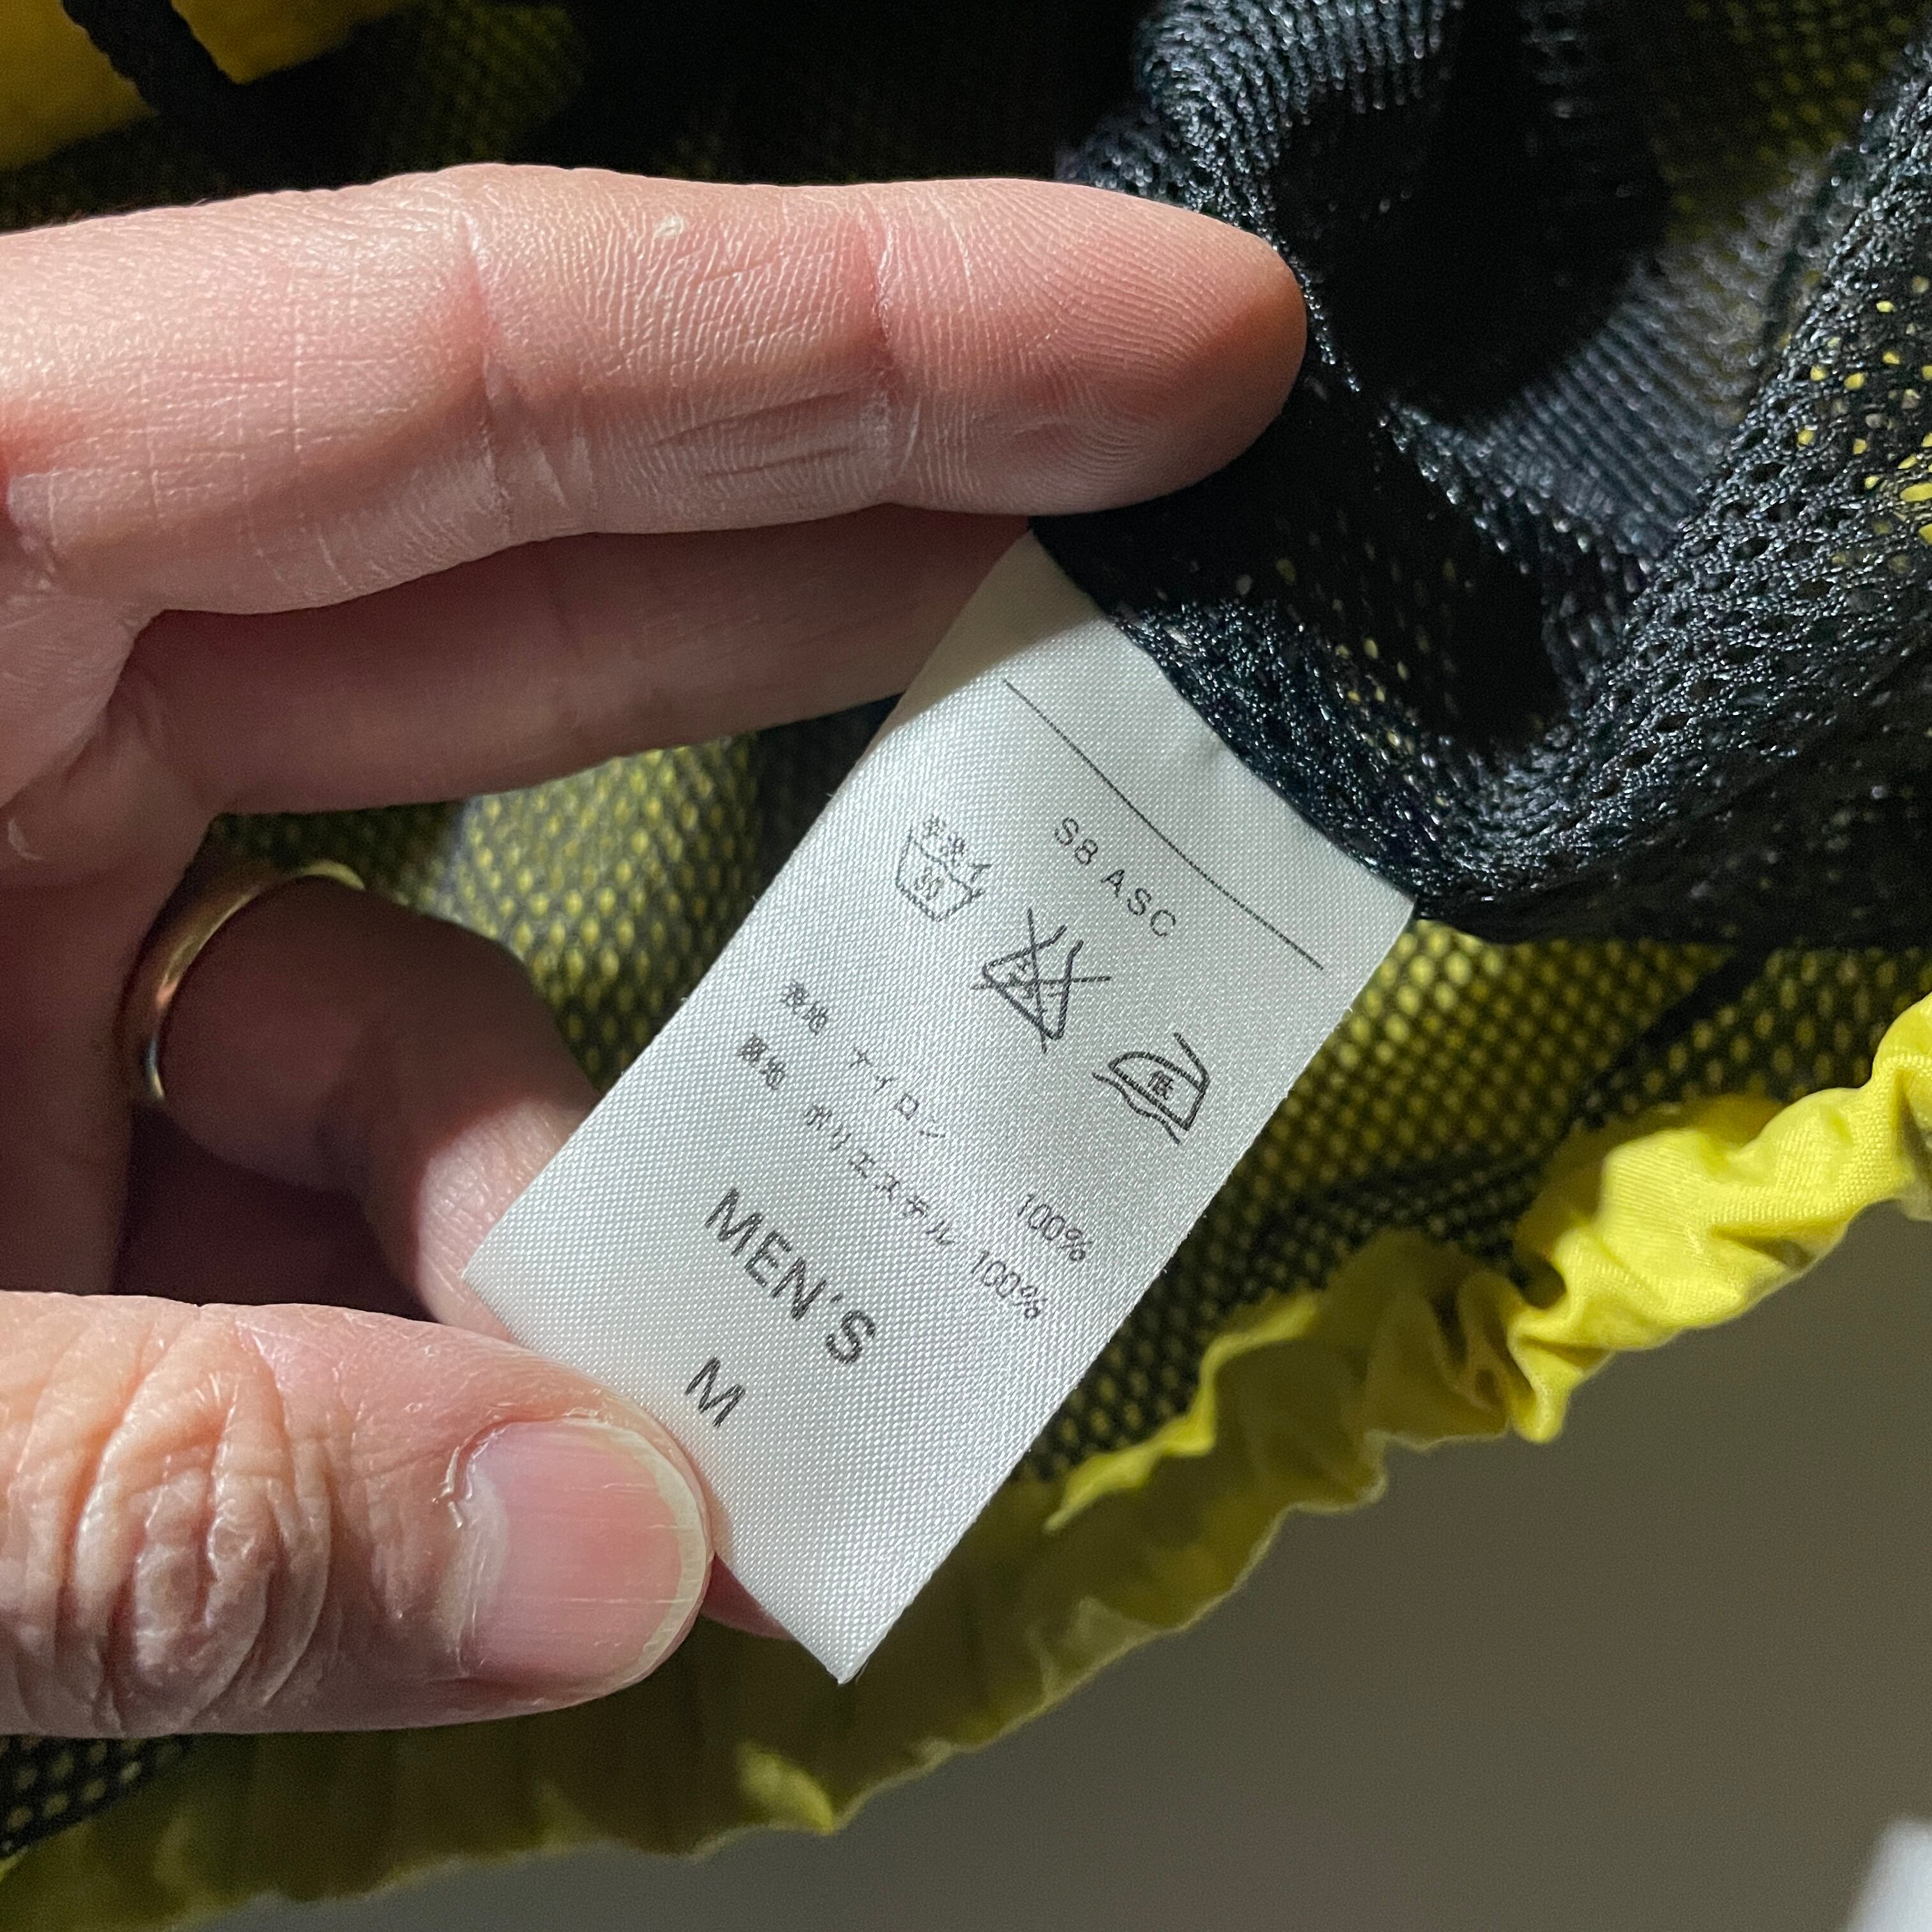 S8 ASC
手洗イ
30
低
表地 ナイロン 100%
裏地 ポリエステル 100%
MEN'S
M